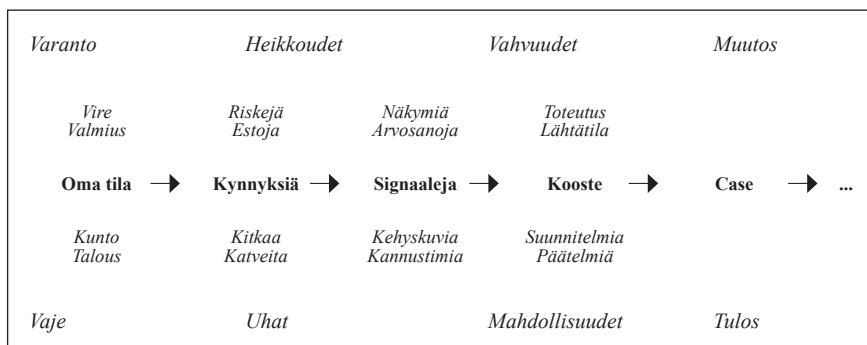 Varanto Heikkoudet Vahvuudet Muutos
Vire Riskejä Näkymiä Toteutus
Valmius Estoja Arvosanoja Lähtätila
Oma tila → Kynnyksiä → Signaaleja → Kooste → Case → ...
Kunto Kitkaa Kehyskuvia Suunnitelmia
Talous Katveita Kannustimia Päätelmiä
Vaje Uhat Mahdollisuudet Tulos